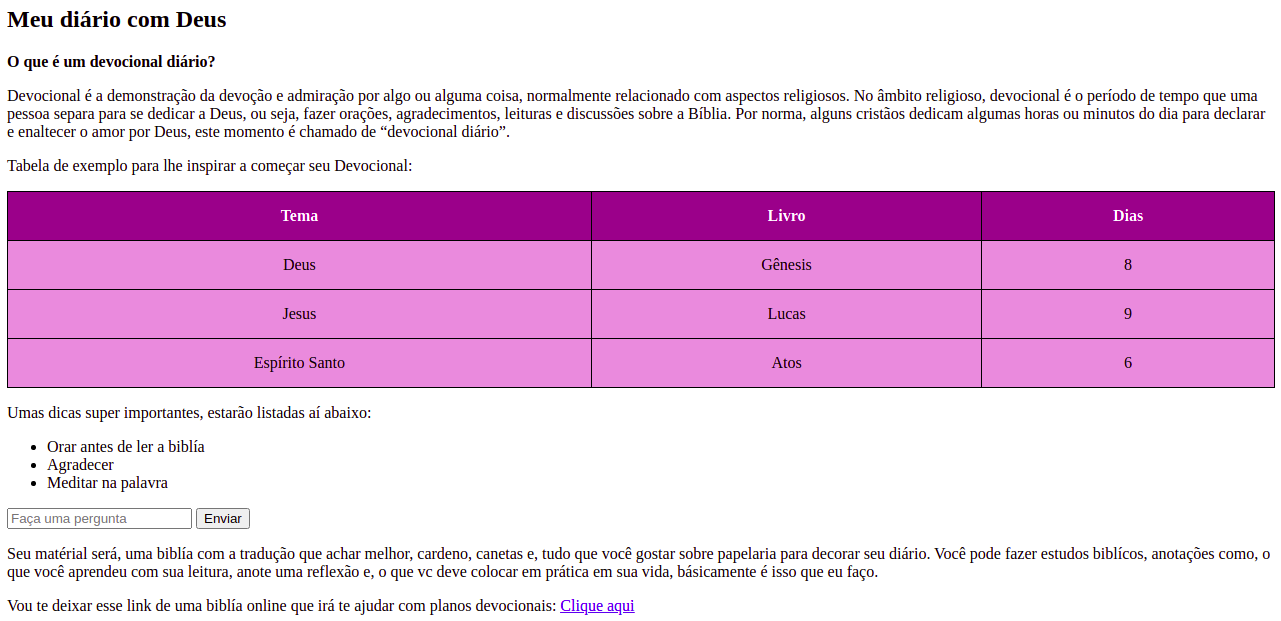 Meu diário com Deus
O que é um devocional diário?
Devocional é a demonstração da devoção e admiração por algo ou alguma coisa, normalmente relacionado com aspectos religiosos. No âmbito religioso, devocional é o período de tempo que uma
pessoa separa para se dedicar a Deus, ou seja, fazer orações, agradecimentos, leituras e discussões sobre a Bíblia. Por norma, alguns cristãos dedicam algumas horas ou minutos do dia para declarar
e enaltecer o amor por Deus, este momento é chamado de “devocional diário”.
Tabela de exemplo para lhe inspirar a começar seu Devocional:
Tema Livro Dias
Deus Gênesis 8
Jesus Lucas 9
Espírito Santo Atos 6
Umas dicas super importantes, estarão listadas aí abaixo:
• Orar antes de ler a biblía
• Agradecer
• Meditar na palavra
Faça uma pergunta Enviar
Seu matérial será, uma biblía com a tradução que achar melhor, cardeno, canetas e, tudo que você gostar sobre papelaria para decorar seu diário. Você pode fazer estudos biblícos, anotações como, o
que você aprendeu com sua leitura, anote uma reflexão e, o que vc deve colocar em prática em sua vida, básicamente é isso que eu faço.
Vou te deixar esse link de uma biblía online que irá te ajudar com planos devocionais: Clique aqui